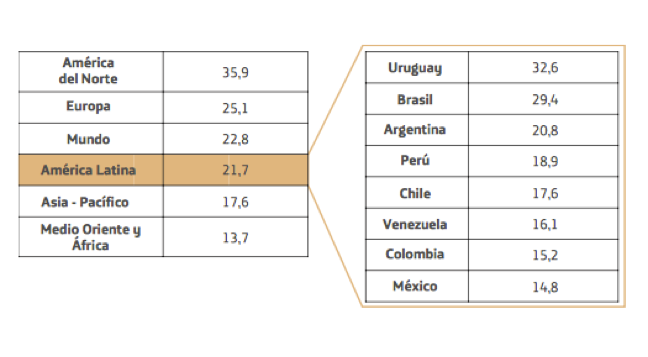 América
del Norte 35,9
Europa 25,1
Mundo 22,8
América Latina 21,7
Asia - Pacífico 17,6
Medio Oriente y
África 13,7
Uruguay 32,6
Brasil 29,4
Argentina 20,8
Perú 18,9
Chile 17,6
Venezuela 16,1
Colombia 15,2
México 14,8